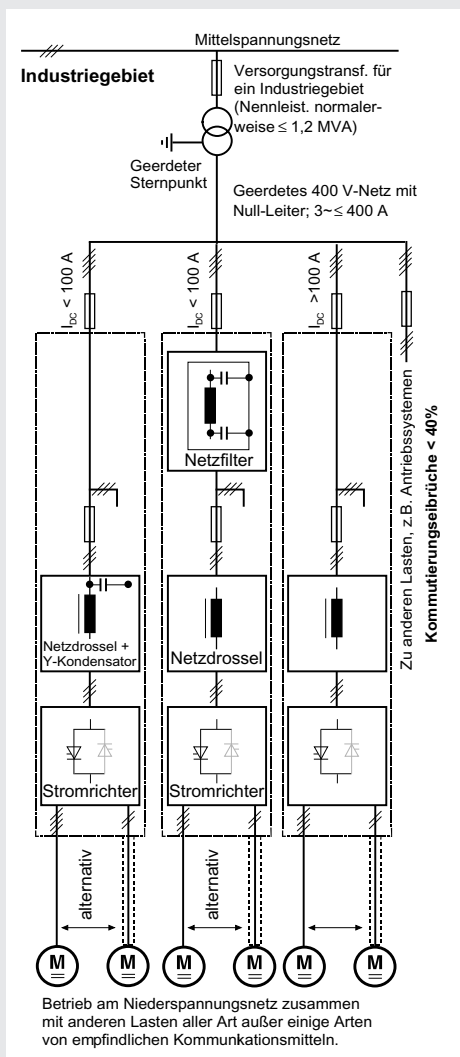 Mittelspannungsnetz
Industriegebiet
Versorgungstransf. für
ein Industriegebiet
(Nennleist. normaler-
weise ≤ 1,2 MVA)
Geerdeter
Sternpunkt
Geerdetes 400 V-Netz mit
Null-Leiter; 3~≤ 400 A
I_DC < 100 A
I_DC < 100 A
I_DC >100 A
Zu anderen Lasten, z.B. Antriebssystemen
Kommutierungseibrüche < 40%
Netzfilter
Netzdrossel +
Y-Kondensator
Netzdrossel
Stromrichter
Stromrichter
alternativ
alternativ
M
M
M
M
M
M
Betrieb am Niederspannungsnetz zusammen
mit anderen Lasten aller Art außer einige Arten
von empfindlichen Kommunkationsmitteln.